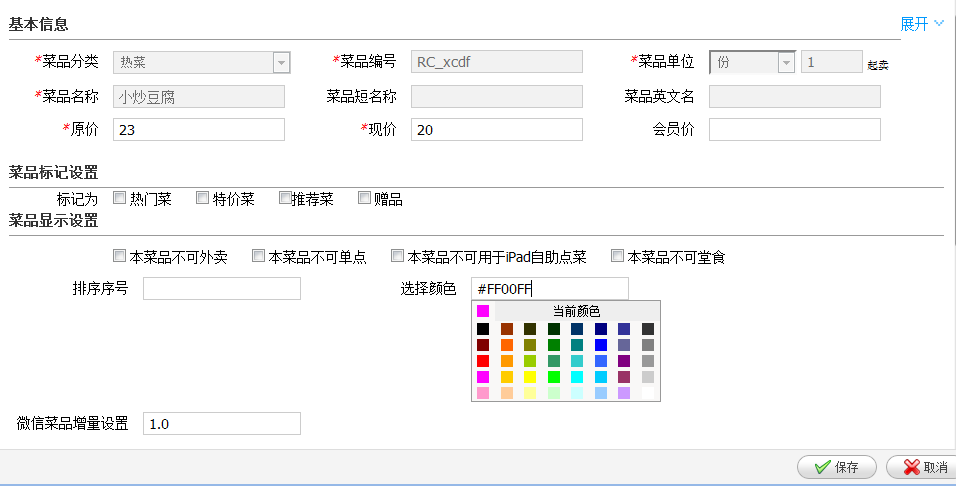 基本信息 展开
*菜品分类 热菜 *菜品编号 RC_xcdf *菜品单位 份 1 起卖
*菜品名称 小炒豆腐 菜品短名称 菜品英文名
*原价 23 *现价 20 会员价
菜品标记设置
标记为 热门菜 特价菜 推荐菜 赠品
菜品显示设置
本菜品不可外卖 本菜品不可单点 本菜品不可用于iPad自助点菜 本菜品不可堂食
排序序号 选择颜色 #FF00FF
当前颜色
微信菜品增量设置 1.0
保存 取消